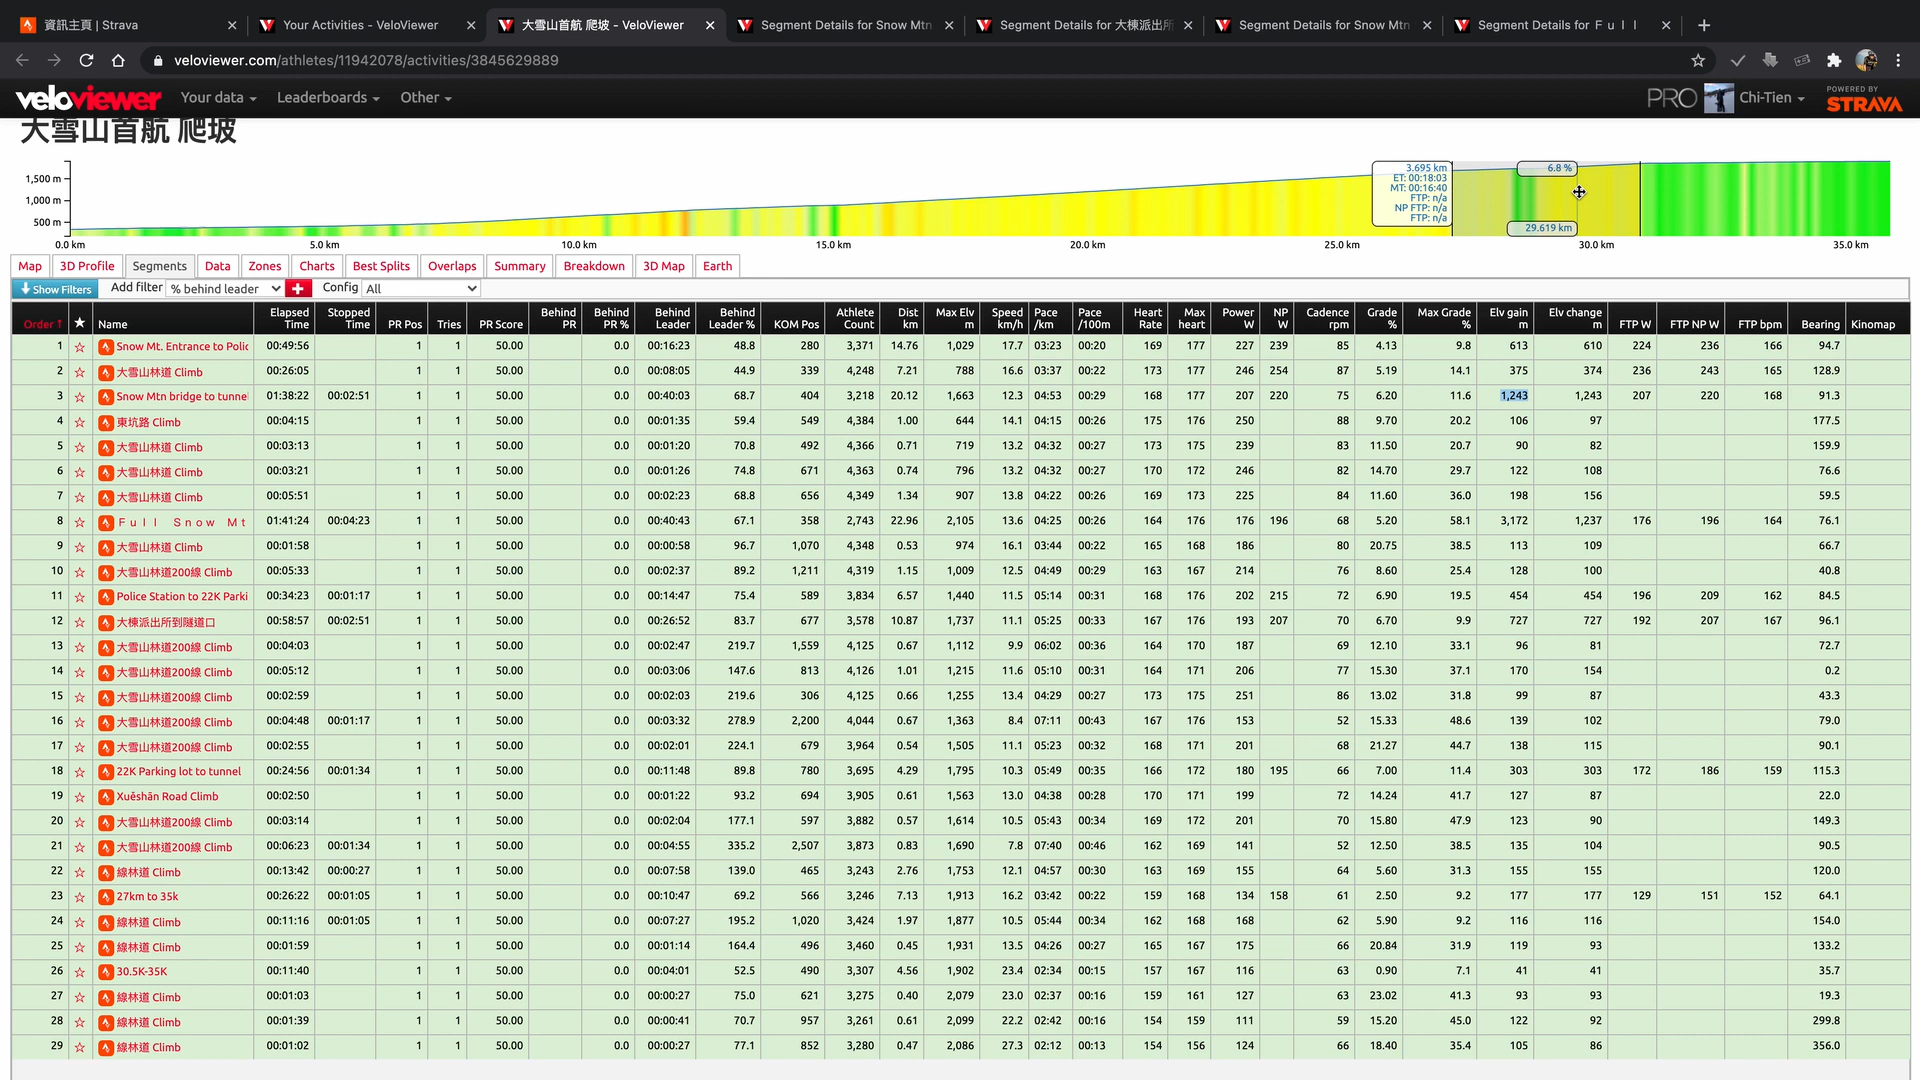 資訊主頁 | Strava
Your Activities - VeloViewer
大雪山首航 爬坡 - VeloViewer
Segment Details for Snow Mtn
Segment Details for 大棟派出所
Segment Details for Snow Mtn
Segment Details for Ｆｕｌｌ
veloviewer.com/athletes/11942078/activities/3845629889
veloviewer
Your data
Leaderboards
Other
PRO
Chi-Tien
POWERED BY
STRAVA
大雪山首航 爬坡
1,500 m
1,000 m
500 m
3.695 km
ET: 00:18:03
MT: 00:16:40
FTP: n/a
NP FTP: n/a
FTP: n/a
6.8 %
29.619 km
0.0 km 5.0 km 10.0 km 15.0 km 20.0 km 25.0 km 30.0 km 35.0 km
Map 3D Profile Segments Data Zones Charts Best Splits Overlaps Summary Breakdown 3D Map Earth
Show Filters Add filter % behind leader Config All
Order Name Elapsed Time Stopped Time PR Pos Tries PR Score Behind PR Behind PR % Behind Leader Behind Leader % KOM Pos Athlete Count Dist km Max Elv m Speed km/h Pace /km Pace /100m Heart Rate Max heart Power W NP W Cadence rpm Grade % Max Grade % Elv gain m Elv change m FTP W FTP NP W FTP bpm Bearing Kinomap
1 Snow Mt. Entrance to Polic 00:49:56 1 1 50.00 0.0 00:16:23 48.8 280 3,371 14.76 1,029 17.7 03:23 00:20 169 177 227 239 85 4.13 9.8 613 610 224 236 166 94.7
2 大雪山林道 Climb 00:26:05 1 1 50.00 0.0 00:08:05 44.9 339 4,248 7.21 788 16.6 03:37 00:22 173 177 246 254 87 5.19 14.1 375 374 236 243 165 128.9
3 Snow Mtn bridge to tunne 01:38:22 00:02:51 1 1 50.00 0.0 00:40:03 68.7 404 3,218 20.12 1,663 12.3 04:53 00:29 168 177 207 220 75 6.20 11.6 1,243 1,243 207 220 168 91.3
4 東坑路 Climb 00:04:15 1 1 50.00 0.0 00:01:35 59.4 549 4,384 1.00 644 14.1 04:15 00:26 175 176 250 88 9.70 20.2 106 97 177.5
5 大雪山林道 Climb 00:03:13 1 1 50.00 0.0 00:01:20 70.8 492 4,366 0.71 719 13.2 04:32 00:27 173 175 239 83 11.50 20.7 90 82 159.9
6 大雪山林道 Climb 00:03:21 1 1 50.00 0.0 00:01:26 74.8 671 4,363 0.74 796 13.2 04:32 00:27 170 172 246 82 14.70 29.7 122 108 76.6
7 大雪山林道 Climb 00:05:51 1 1 50.00 0.0 00:02:23 68.8 656 4,349 1.34 907 13.8 04:22 00:26 169 173 225 84 11.60 36.0 198 156 59.5
8 Ｆｕｌｌ Ｓｎｏｗ Ｍｔ 01:41:24 00:04:23 1 1 50.00 0.0 00:40:43 67.1 358 2,743 22.96 2,105 13.6 04:25 00:26 164 176 176 196 68 5.20 58.1 3,172 1,237 176 196 164 76.1
9 大雪山林道 Climb 00:01:58 1 1 50.00 0.0 00:00:58 96.7 1,070 4,348 0.53 974 16.1 03:44 00:22 165 168 186 80 20.75 38.5 113 109 66.7
10 大雪山林道200線 Climb 00:05:33 1 1 50.00 0.0 00:02:37 89.2 1,211 4,319 1.15 1,009 12.5 04:49 00:29 163 167 214 76 8.60 25.4 128 100 40.8
11 Police Station to 22K Parki 00:34:23 00:01:17 1 1 50.00 0.0 00:14:47 75.4 589 3,834 6.57 1,440 11.5 05:14 00:31 168 176 202 215 72 6.90 19.5 454 454 196 209 162 84.5
12 大棟派出所到隧道口 00:58:57 00:02:51 1 1 50.00 0.0 00:26:52 83.7 677 3,578 10.87 1,737 11.1 05:25 00:33 167 176 193 207 70 6.70 9.9 727 727 192 207 167 96.1
13 大雪山林道200線 Climb 00:04:03 1 1 50.00 0.0 00:02:47 219.7 1,559 4,125 0.67 1,112 9.9 06:02 00:36 164 170 187 69 12.10 33.1 96 81 72.7
14 大雪山林道200線 Climb 00:05:12 1 1 50.00 0.0 00:03:06 147.6 813 4,126 1.01 1,215 11.6 05:10 00:31 164 171 206 77 15.30 37.1 170 154 0.2
15 大雪山林道200線 Climb 00:02:59 1 1 50.00 0.0 00:02:03 219.6 306 4,125 0.66 1,255 13.4 04:29 00:27 173 175 251 86 13.02 31.8 99 87 43.3
16 大雪山林道200線 Climb 00:04:48 00:01:17 1 1 50.00 0.0 00:03:32 278.9 2,200 4,044 0.67 1,363 8.4 07:11 00:43 167 176 153 52 15.33 48.6 139 102 79.0
17 大雪山林道200線 Climb 00:02:55 1 1 50.00 0.0 00:02:01 224.1 679 3,964 0.54 1,505 11.1 05:23 00:32 168 171 201 68 21.27 44.7 138 115 90.1
18 22K Parking lot to tunnel 00:24:56 00:01:34 1 1 50.00 0.0 00:11:48 89.8 780 3,695 4.29 1,795 10.3 05:49 00:35 166 172 180 195 66 7.00 11.4 303 303 172 186 159 115.3
19 Xuěshān Road Climb 00:02:50 1 1 50.00 0.0 00:01:22 93.2 694 3,905 0.61 1,563 13.0 04:38 00:28 170 171 199 72 14.24 41.7 127 87 22.0
20 大雪山林道200線 Climb 00:03:14 1 1 50.00 0.0 00:02:04 177.1 597 3,882 0.57 1,614 10.5 05:43 00:34 169 172 201 70 15.80 47.9 123 90 149.3
21 大雪山林道200線 Climb 00:06:23 00:01:34 1 1 50.00 0.0 00:04:55 335.2 2,507 3,873 0.83 1,690 7.8 07:40 00:46 162 169 141 52 12.50 38.5 135 104 90.5
22 線林道 Climb 00:13:42 00:00:27 1 1 50.00 0.0 00:07:58 139.0 465 3,243 2.76 1,753 12.1 04:57 00:30 163 169 155 64 5.60 31.3 155 155 120.0
23 27km to 35k 00:26:22 00:01:05 1 1 50.00 0.0 00:10:47 69.2 566 3,246 7.13 1,913 16.2 03:42 00:22 159 168 134 158 61 2.50 9.2 177 177 129 151 152 64.1
24 線林道 Climb 00:11:16 00:01:05 1 1 50.00 0.0 00:07:27 195.2 1,020 3,424 1.97 1,877 10.5 05:44 00:34 162 168 168 62 5.90 9.2 116 116 154.0
25 線林道 Climb 00:01:59 1 1 50.00 0.0 00:01:14 164.4 496 3,460 0.45 1,931 13.5 04:26 00:27 165 167 175 66 20.84 31.9 119 93 133.2
26 30.5K-35K 00:11:40 1 1 50.00 0.0 00:04:01 52.5 490 3,307 4.56 1,902 23.4 02:34 00:15 157 167 116 63 0.90 7.1 41 41 35.7
27 線林道 Climb 00:01:03 1 1 50.00 0.0 00:00:27 75.0 621 3,275 0.40 2,079 23.0 02:37 00:16 159 161 127 63 23.02 41.3 93 93 19.3
28 線林道 Climb 00:01:39 1 1 50.00 0.0 00:00:41 70.7 957 3,261 0.61 2,099 22.2 02:42 00:16 154 159 111 59 15.20 45.0 122 92 299.8
29 線林道 Climb 00:01:02 1 1 50.00 0.0 00:00:27 77.1 852 3,280 0.47 2,086 27.3 02:12 00:13 154 156 124 66 18.40 35.4 105 86 356.0